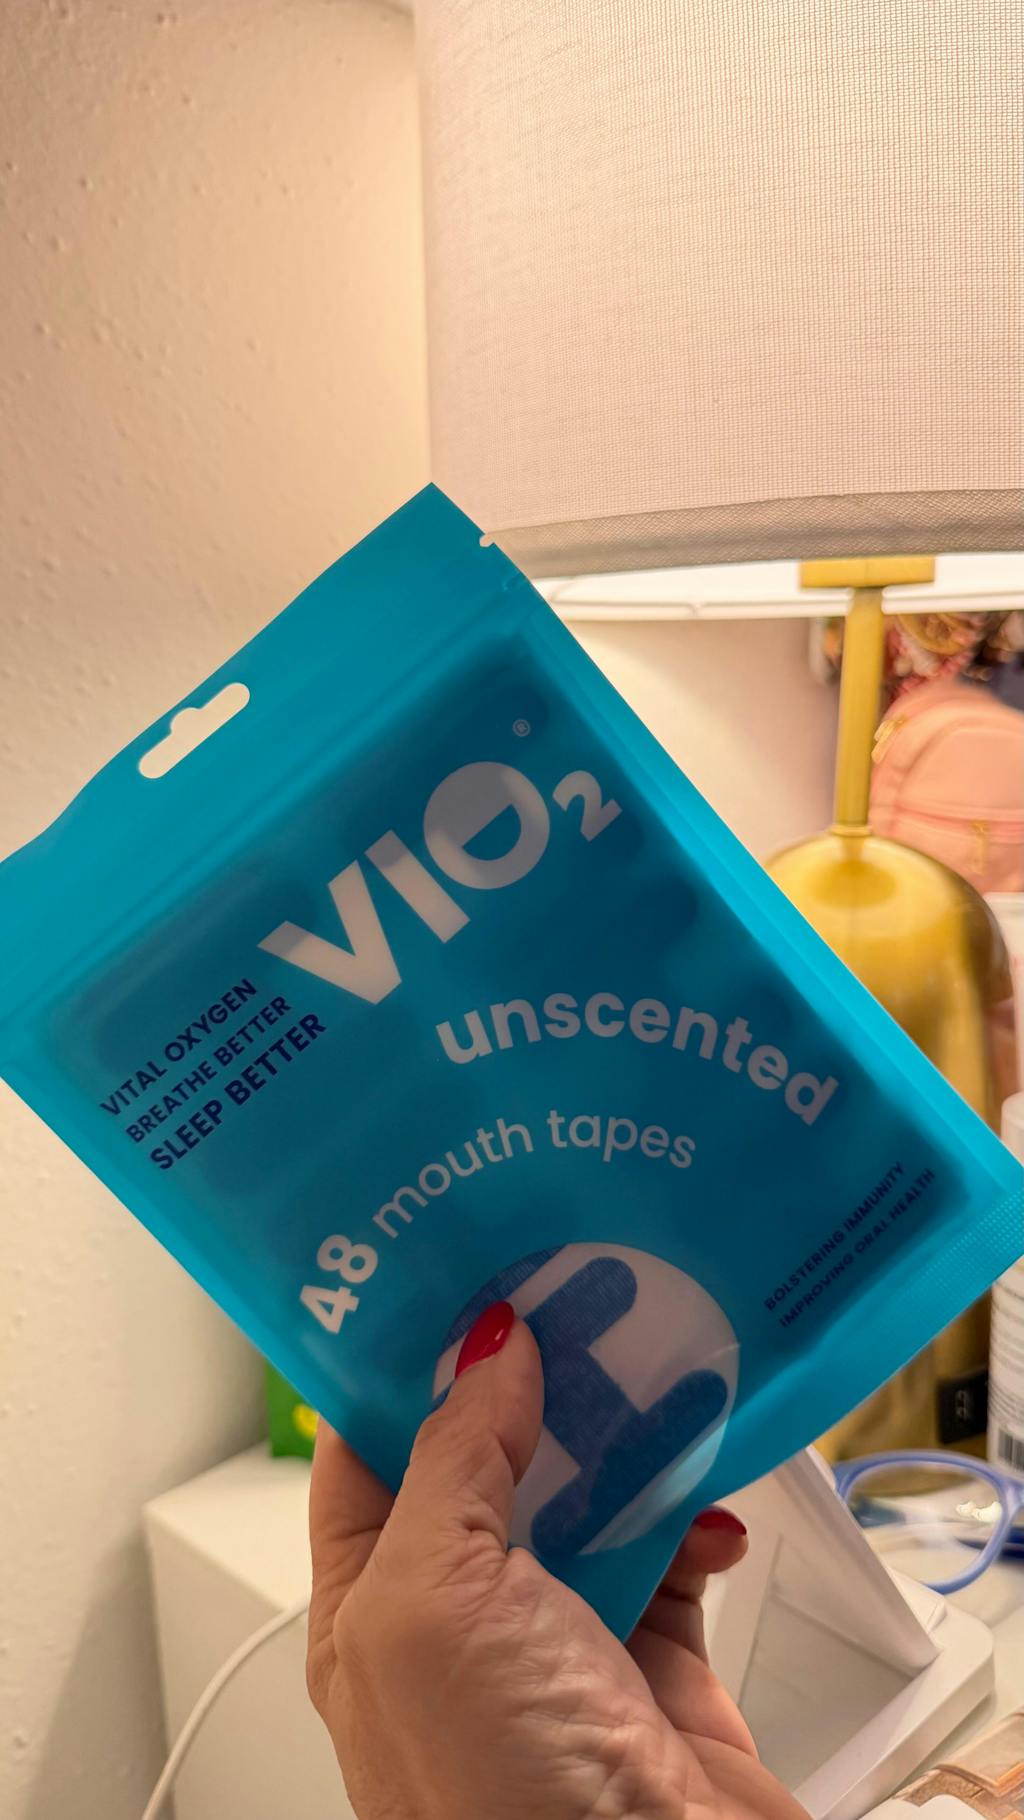 VIO₂®
VITAL OXYGEN
BREATHE BETTER
SLEEP BETTER
unscented
48 mouth tapes
BOLSTERING IMMUNITY
IMPROVING ORAL HEALTH